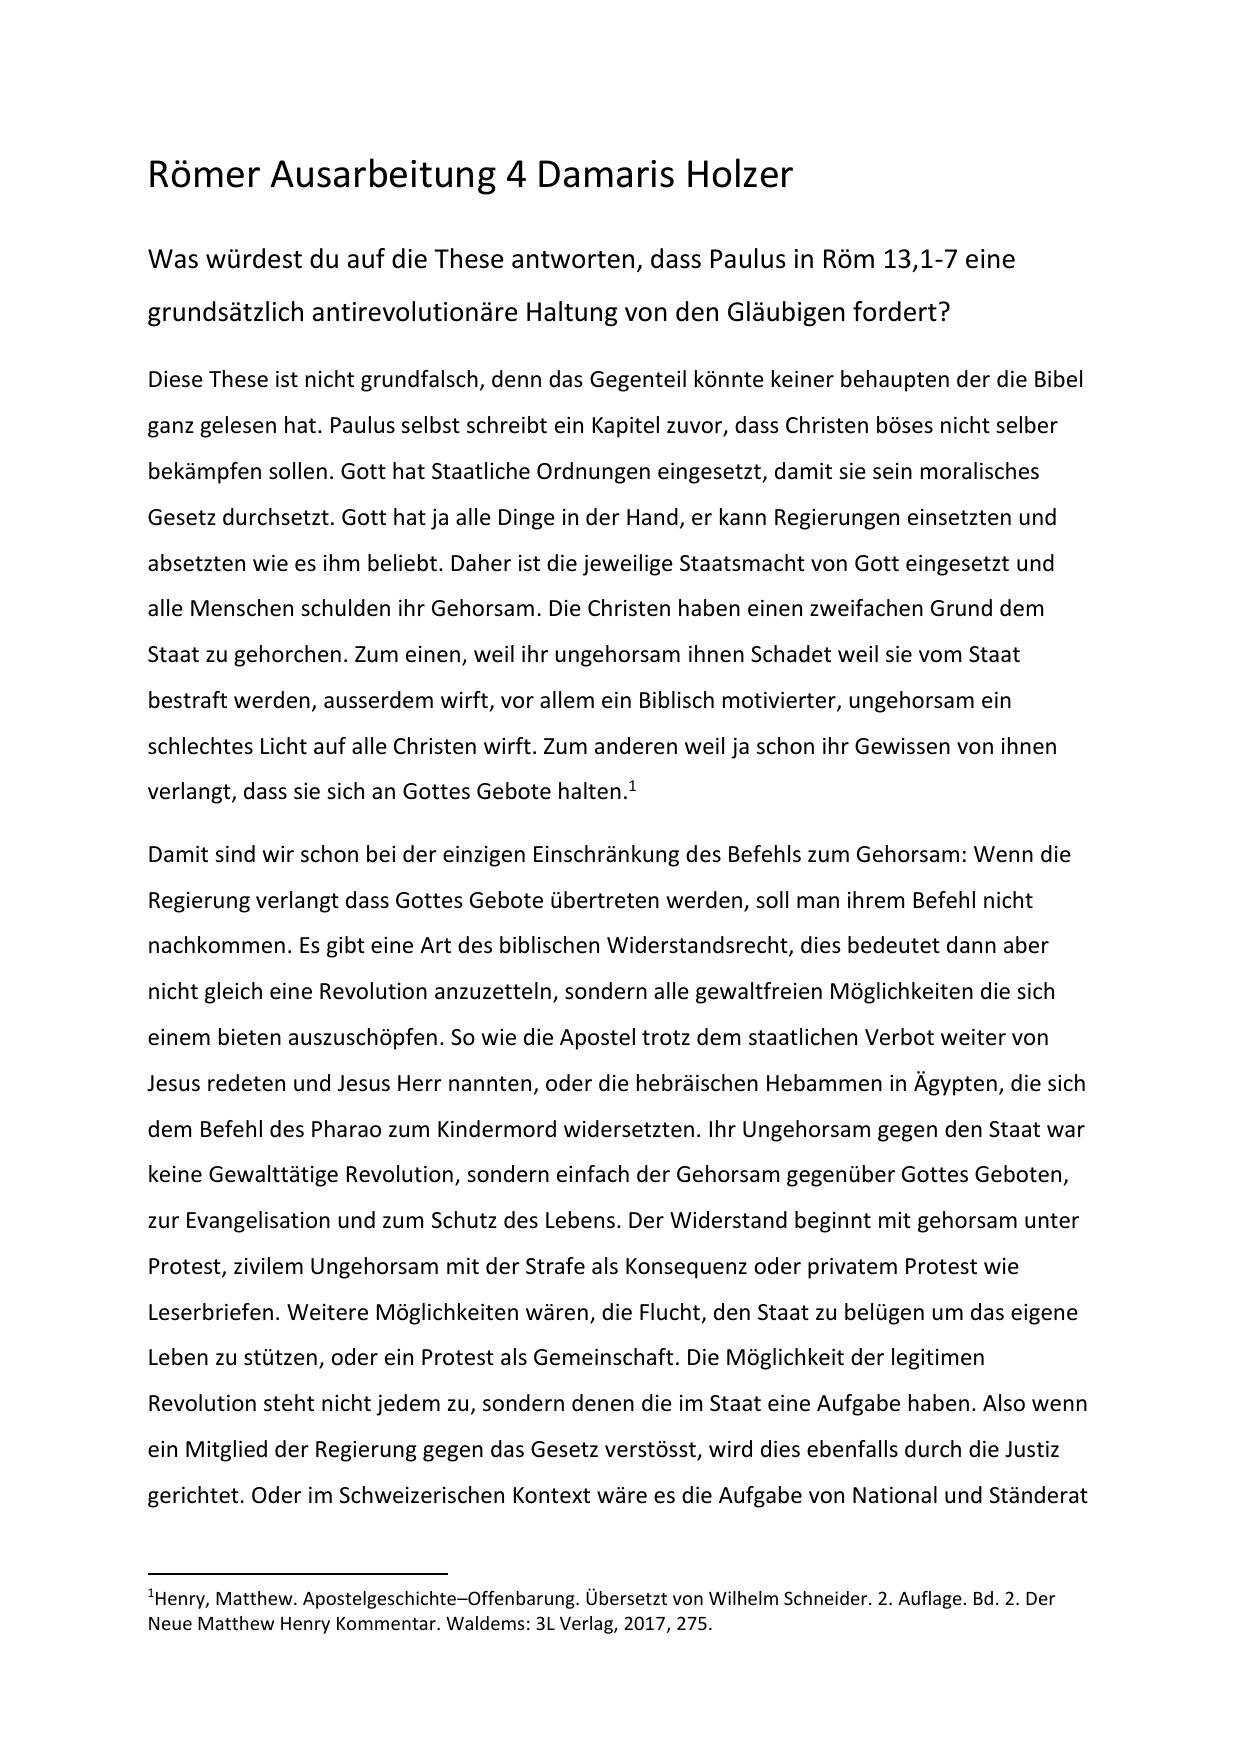 Römer Ausarbeitung 4 Damaris Holzer
Was würdest du auf die These antworten, dass Paulus in Röm 13,1-7 eine
grundsätzlich antirevolutionäre Haltung von den Gläubigen fordert?
Diese These ist nicht grundfalsch, denn das Gegenteil könnte keiner behaupten der die Bibel
ganz gelesen hat. Paulus selbst schreibt ein Kapitel zuvor, dass Christen böses nicht selber
bekämpfen sollen. Gott hat Staatliche Ordnungen eingesetzt, damit sie sein moralisches
Gesetz durchsetzt. Gott hat ja alle Dinge in der Hand, er kann Regierungen einsetzten und
absetzten wie es ihm beliebt. Daher ist die jeweilige Staatsmacht von Gott eingesetzt und
alle Menschen schulden ihr Gehorsam. Die Christen haben einen zweifachen Grund dem
Staat zu gehorchen. Zum einen, weil ihr ungehorsam ihnen Schadet weil sie vom Staat
bestraft werden, ausserdem wirft, vor allem ein Biblisch motivierter, ungehorsam ein
schlechtes Licht auf alle Christen wirft. Zum anderen weil ja schon ihr Gewissen von ihnen
verlangt, dass sie sich an Gottes Gebote halten.1
Damit sind wir schon bei der einzigen Einschränkung des Befehls zum Gehorsam: Wenn die
Regierung verlangt dass Gottes Gebote übertreten werden, soll man ihrem Befehl nicht
nachkommen. Es gibt eine Art des biblischen Widerstandsrecht, dies bedeutet dann aber
nicht gleich eine Revolution anzuzetteln, sondern alle gewaltfreien Möglichkeiten die sich
einem bieten auszuschöpfen. So wie die Apostel trotz dem staatlichen Verbot weiter von
Jesus redeten und Jesus Herr nannten, oder die hebräischen Hebammen in Ägypten, die sich
dem Befehl des Pharao zum Kindermord widersetzten. Ihr Ungehorsam gegen den Staat war
keine Gewalttätige Revolution, sondern einfach der Gehorsam gegenüber Gottes Geboten,
zur Evangelisation und zum Schutz des Lebens. Der Widerstand beginnt mit gehorsam unter
Protest, zivilem Ungehorsam mit der Strafe als Konsequenz oder privatem Protest wie
Leserbriefen. Weitere Möglichkeiten wären, die Flucht, den Staat zu belügen um das eigene
Leben zu stützen, oder ein Protest als Gemeinschaft. Die Möglichkeit der legitimen
Revolution steht nicht jedem zu, sondern denen die im Staat eine Aufgabe haben. Also wenn
ein Mitglied der Regierung gegen das Gesetz verstösst, wird dies ebenfalls durch die Justiz
gerichtet. Oder im Schweizerischen Kontext wäre es die Aufgabe von National und Ständerat
1Henry, Matthew. Apostelgeschichte–Offenbarung. Übersetzt von Wilhelm Schneider. 2. Auflage. Bd. 2. Der
Neue Matthew Henry Kommentar. Waldems: 3L Verlag, 2017, 275.